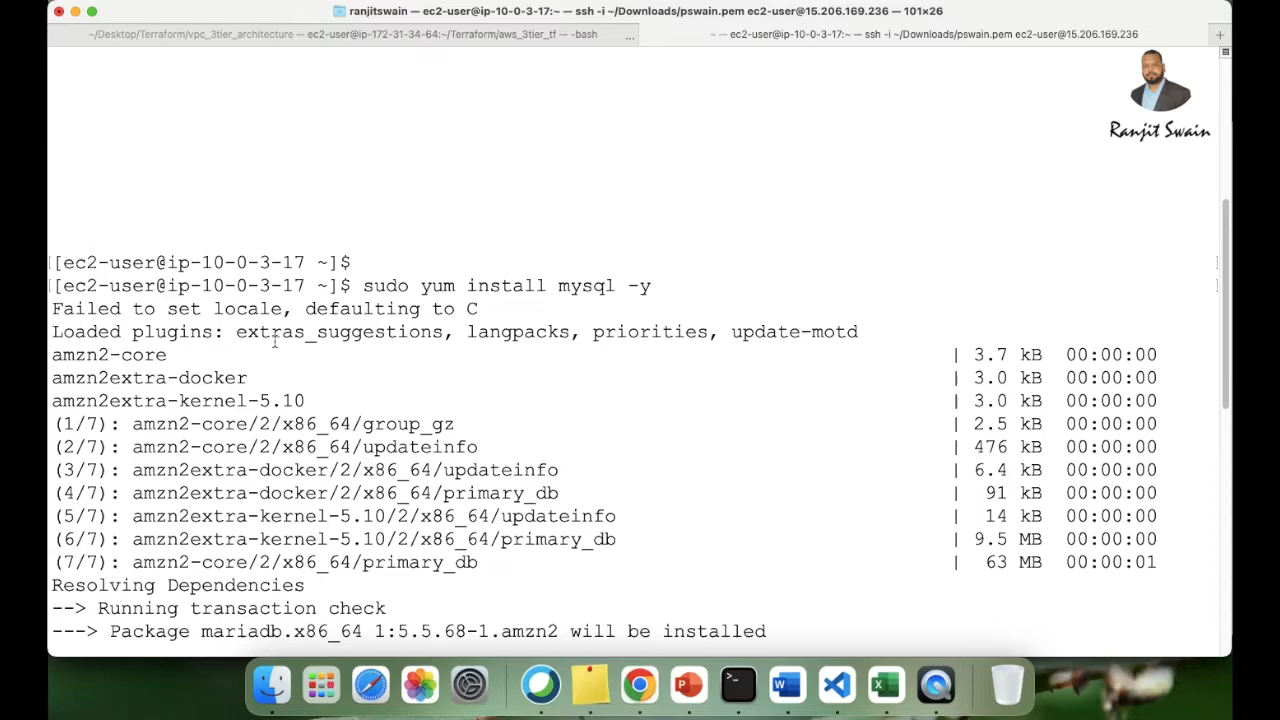 ranjitswain — ec2-user@ip-10-0-3-17:~ — ssh -i ~/Downloads/pswain.pem ec2-user@15.206.169.236 — 101×26
~/Desktop/Terraform/vpc_3tier_architecture — ec2-user@ip-172-31-34-64:~/Terraform/aws_3tier_tf — -bash ...
~ — ec2-user@ip-10-0-3-17:~ — ssh -i ~/Downloads/pswain.pem ec2-user@15.206.169.236
Ranjit Swain
[[ec2-user@ip-10-0-3-17 ~]$ ]
[[ec2-user@ip-10-0-3-17 ~]$ sudo yum install mysql -y ]
Failed to set locale, defaulting to C
Loaded plugins: extras_suggestions, langpacks, priorities, update-motd
amzn2-core | 3.7 kB 00:00:00
amzn2extra-docker | 3.0 kB 00:00:00
amzn2extra-kernel-5.10 | 3.0 kB 00:00:00
(1/7): amzn2-core/2/x86_64/group_gz | 2.5 kB 00:00:00
(2/7): amzn2-core/2/x86_64/updateinfo | 476 kB 00:00:00
(3/7): amzn2extra-docker/2/x86_64/updateinfo | 6.4 kB 00:00:00
(4/7): amzn2extra-docker/2/x86_64/primary_db | 91 kB 00:00:00
(5/7): amzn2extra-kernel-5.10/2/x86_64/updateinfo | 14 kB 00:00:00
(6/7): amzn2extra-kernel-5.10/2/x86_64/primary_db | 9.5 MB 00:00:00
(7/7): amzn2-core/2/x86_64/primary_db | 63 MB 00:00:01
Resolving Dependencies
--> Running transaction check
---> Package mariadb.x86_64 1:5.5.68-1.amzn2 will be installed